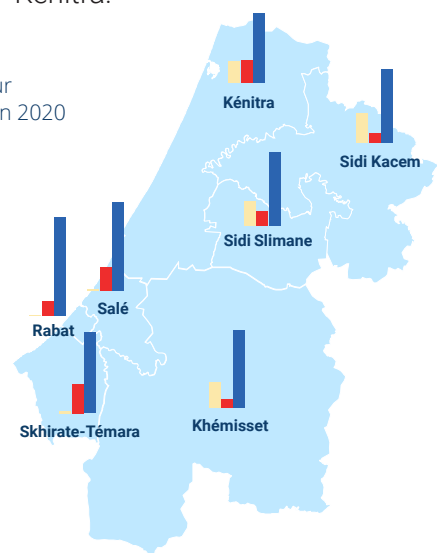 Kénitra.
ur
n 2020
Kénitra
Sidi Kacem
Sidi Slimane
Salé
Rabat
Khémisset
Skhirate-Témara